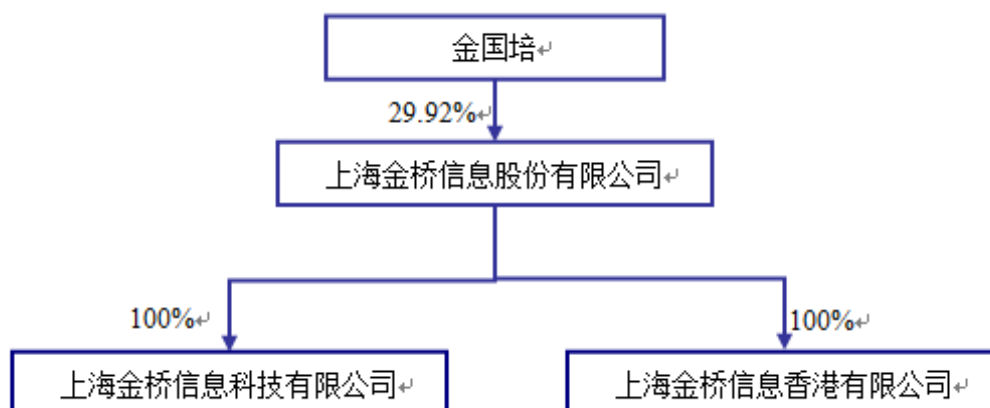 金国培
29.92%
上海金桥信息股份有限公司
100%
100%
上海金桥信息科技有限公司
上海金桥信息香港有限公司